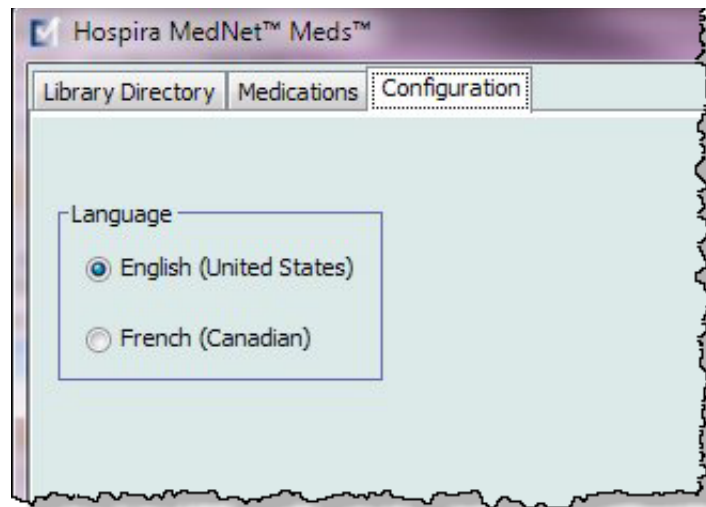 Hospira MedNet™ Meds™
Library Directory Medications Configuration
Language
English (United States)
French (Canadian)